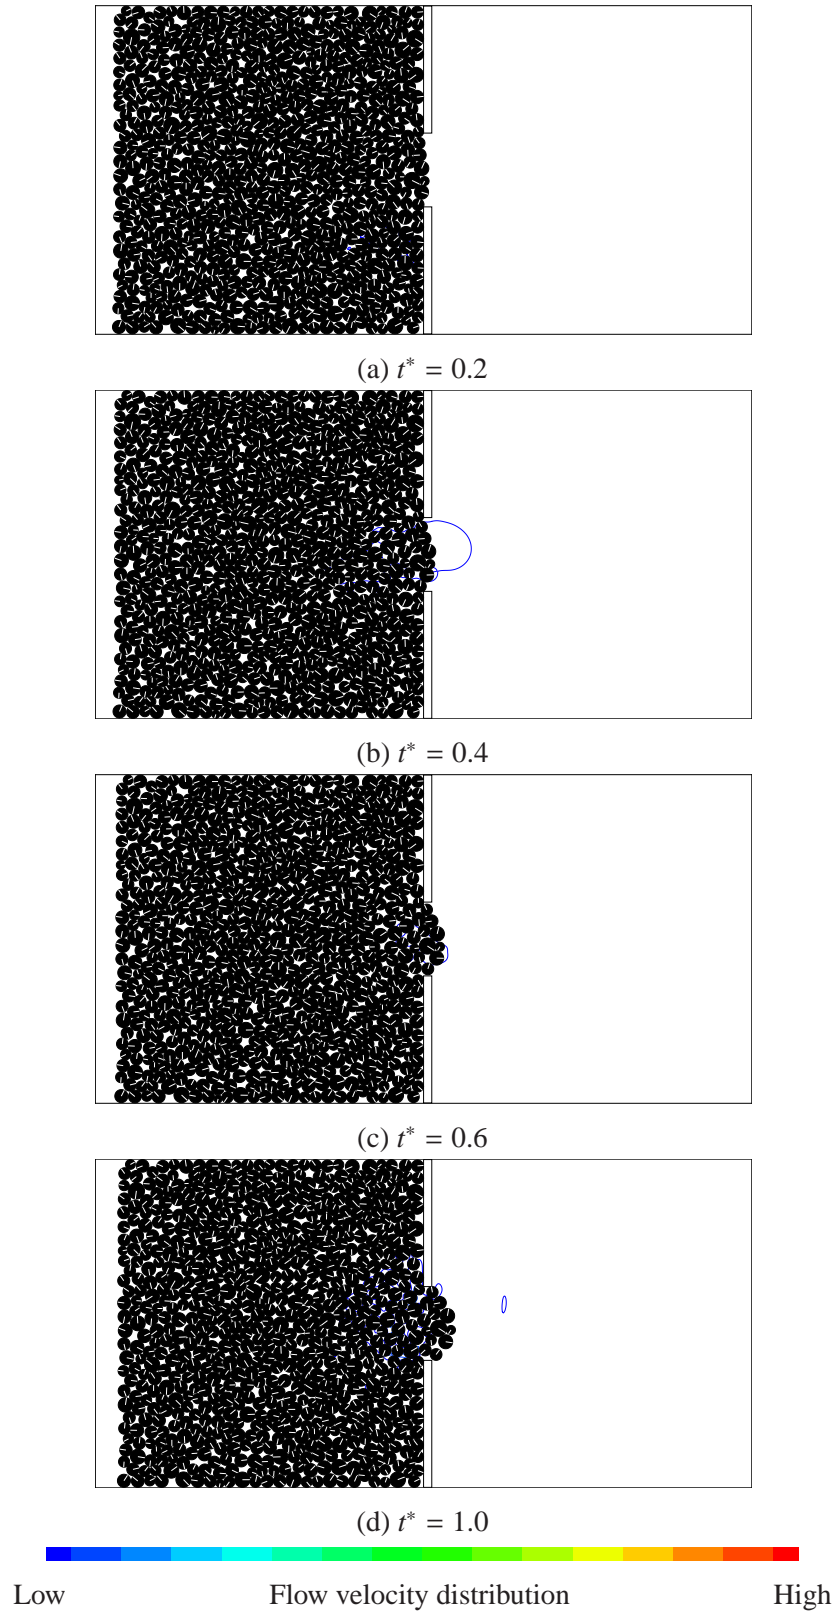 (a) t* = 0.2
(b) t* = 0.4
(c) t* = 0.6
(d) t* = 1.0
Low Flow velocity distribution High